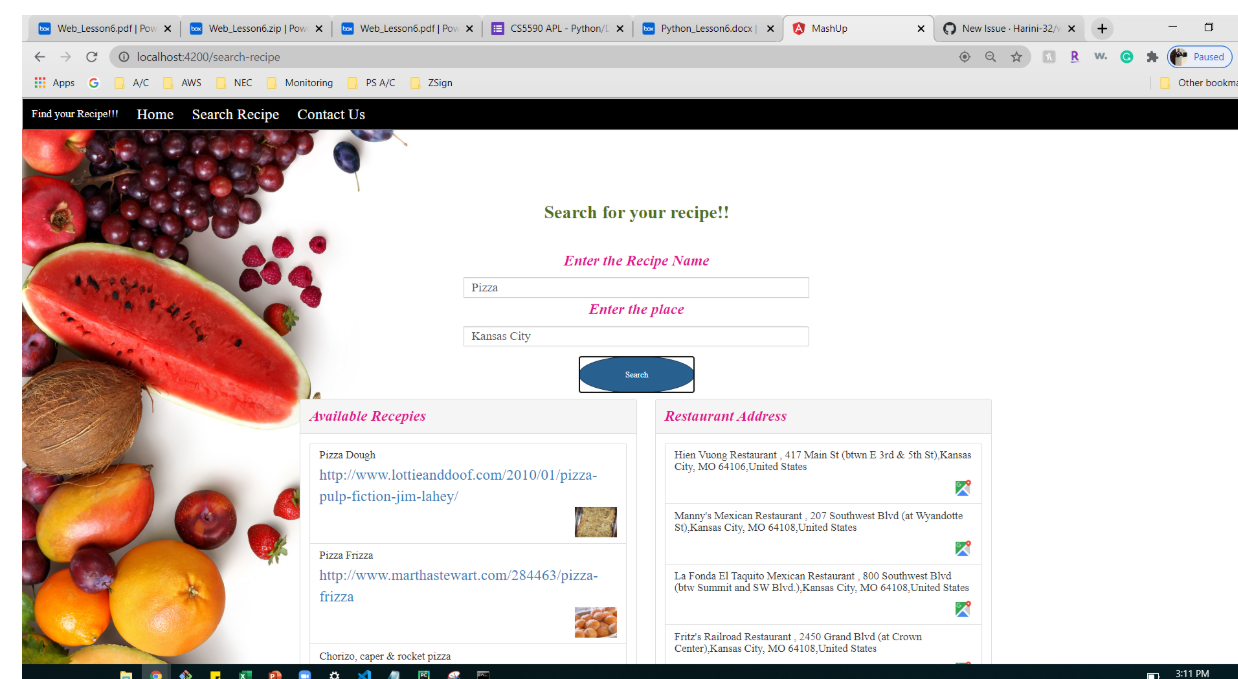 Web_Lesson6.pdf | Pow
Web_Lesson6.zip | Pow
Web_Lesson6.pdf | Pow
CS5590 APL - Python/
Python_Lesson6.docx |
MashUp
New Issue · Harini-32/
localhost:4200/search-recipe
Paused
Apps
A/C
AWS
NEC
Monitoring
PS A/C
ZSign
Other bookma
Find your Recipe!!!
Home
Search Recipe
Contact Us
Search for your recipe!!
Enter the Recipe Name
Pizza
Enter the place
Kansas City
Search
Available Recepies
Pizza Dough
http://www.lottieanddoof.com/2010/01/pizza-
pulp-fiction-jim-lahey/
Pizza Frizza
http://www.marthastewart.com/284463/pizza-
frizza
Chorizo, caper & rocket pizza
Restaurant Address
Hien Vuong Restaurant , 417 Main St (btwn E 3rd & 5th St),Kansas
City, MO 64106,United States
Manny's Mexican Restaurant , 207 Southwest Blvd (at Wyandotte
St),Kansas City, MO 64108,United States
La Fonda El Taquito Mexican Restaurant , 800 Southwest Blvd
(btw Summit and SW Blvd.),Kansas City, MO 64108,United States
Fritz's Railroad Restaurant , 2450 Grand Blvd (at Crown
Center),Kansas City, MO 64108,United States
3:11 PM